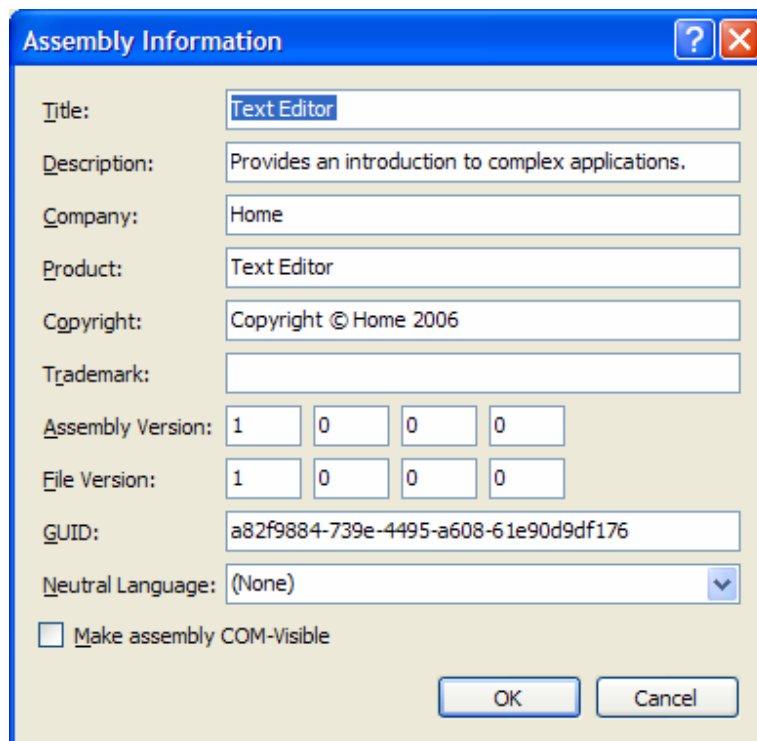 Assembly Information
Title: Text Editor
Description: Provides an introduction to complex applications.
Company: Home
Product: Text Editor
Copyright: Copyright © Home 2006
Trademark:
Assembly Version: 1 0 0 0
File Version: 1 0 0 0
GUID: a82f9884-739e-4495-a608-61e90d9df176
Neutral Language: (None)
Make assembly COM-Visible
OK Cancel